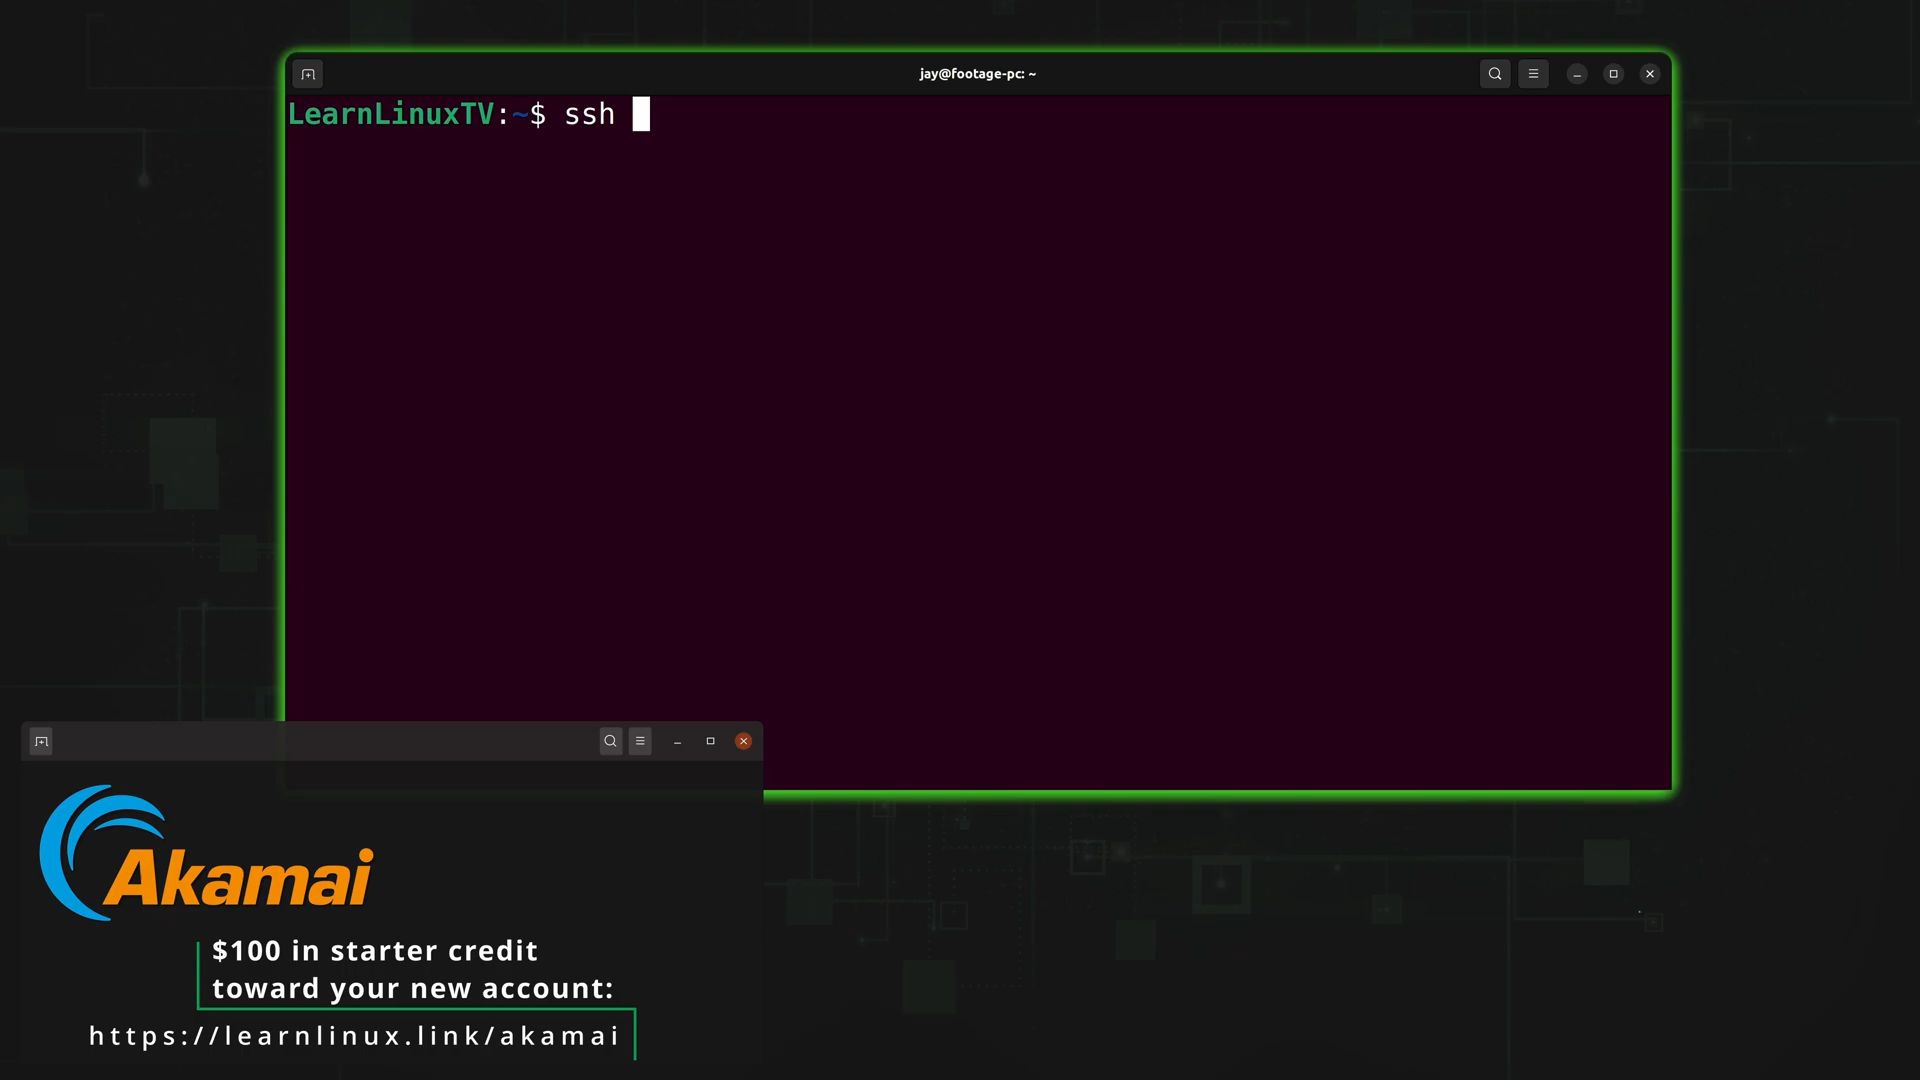 jay@footage-pc: ~
LearnLinuxTV:~$ ssh
Akamai
$100 in starter credit
toward your new account:
https://learnlinux.link/akamai